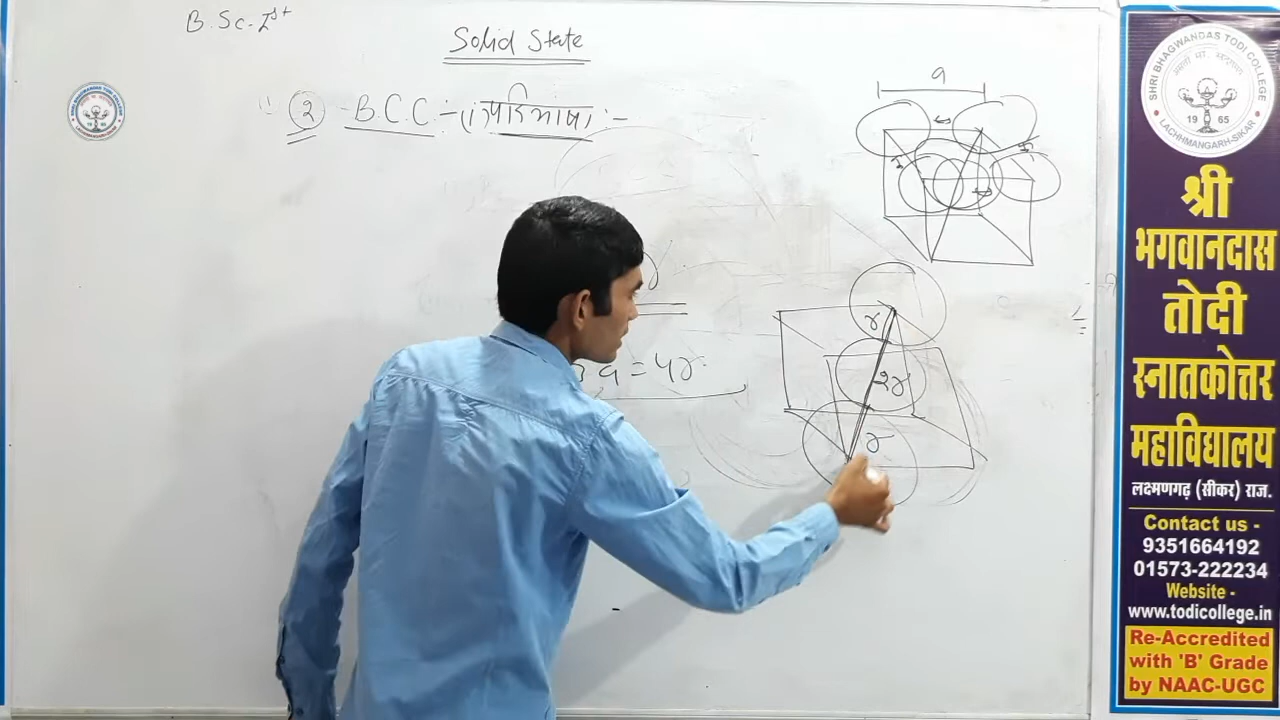 B.Sc. Ist
Solid State
② B.C.C. :- (परिभाषा) :-
a
r
2r
r
a = 4r
SHRI BHAGWANDAS TODI COLLEGE
1965
LACHHMANGARH-SIKAR
श्री
भगवानदास
तोदी
स्नातकोत्तर
महाविद्यालय
लक्ष्मणगढ़ (सीकर) राज.
Contact us -
9351664192
01573-222234
Website -
www.todicollege.in
Re-Accredited
with 'B' Grade
by NAAC-UGC